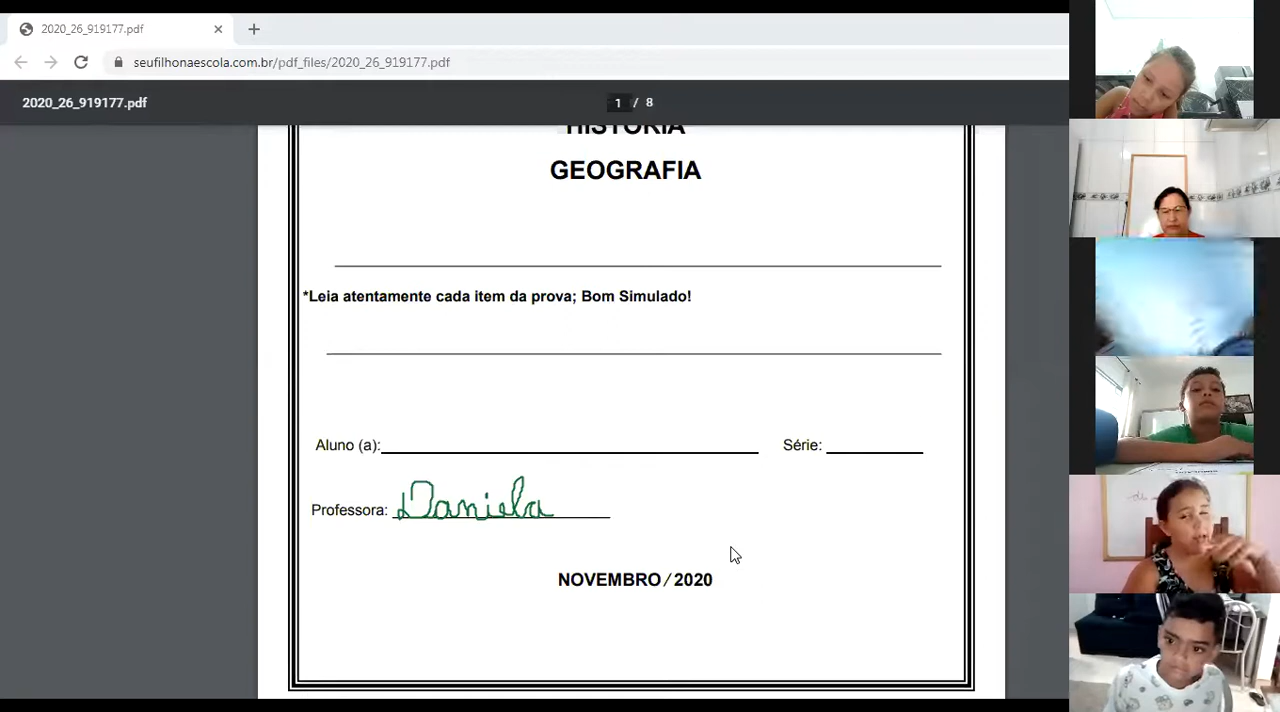 2020_26_919177.pdf
seufilhonaescola.com.br/pdf_files/2020_26_919177.pdf
2020_26_919177.pdf
1 / 8
HISTÓRIA
GEOGRAFIA
*Leia atentamente cada item da prova; Bom Simulado!
Aluno (a): Série:
Professora: Daniela
NOVEMBRO/2020